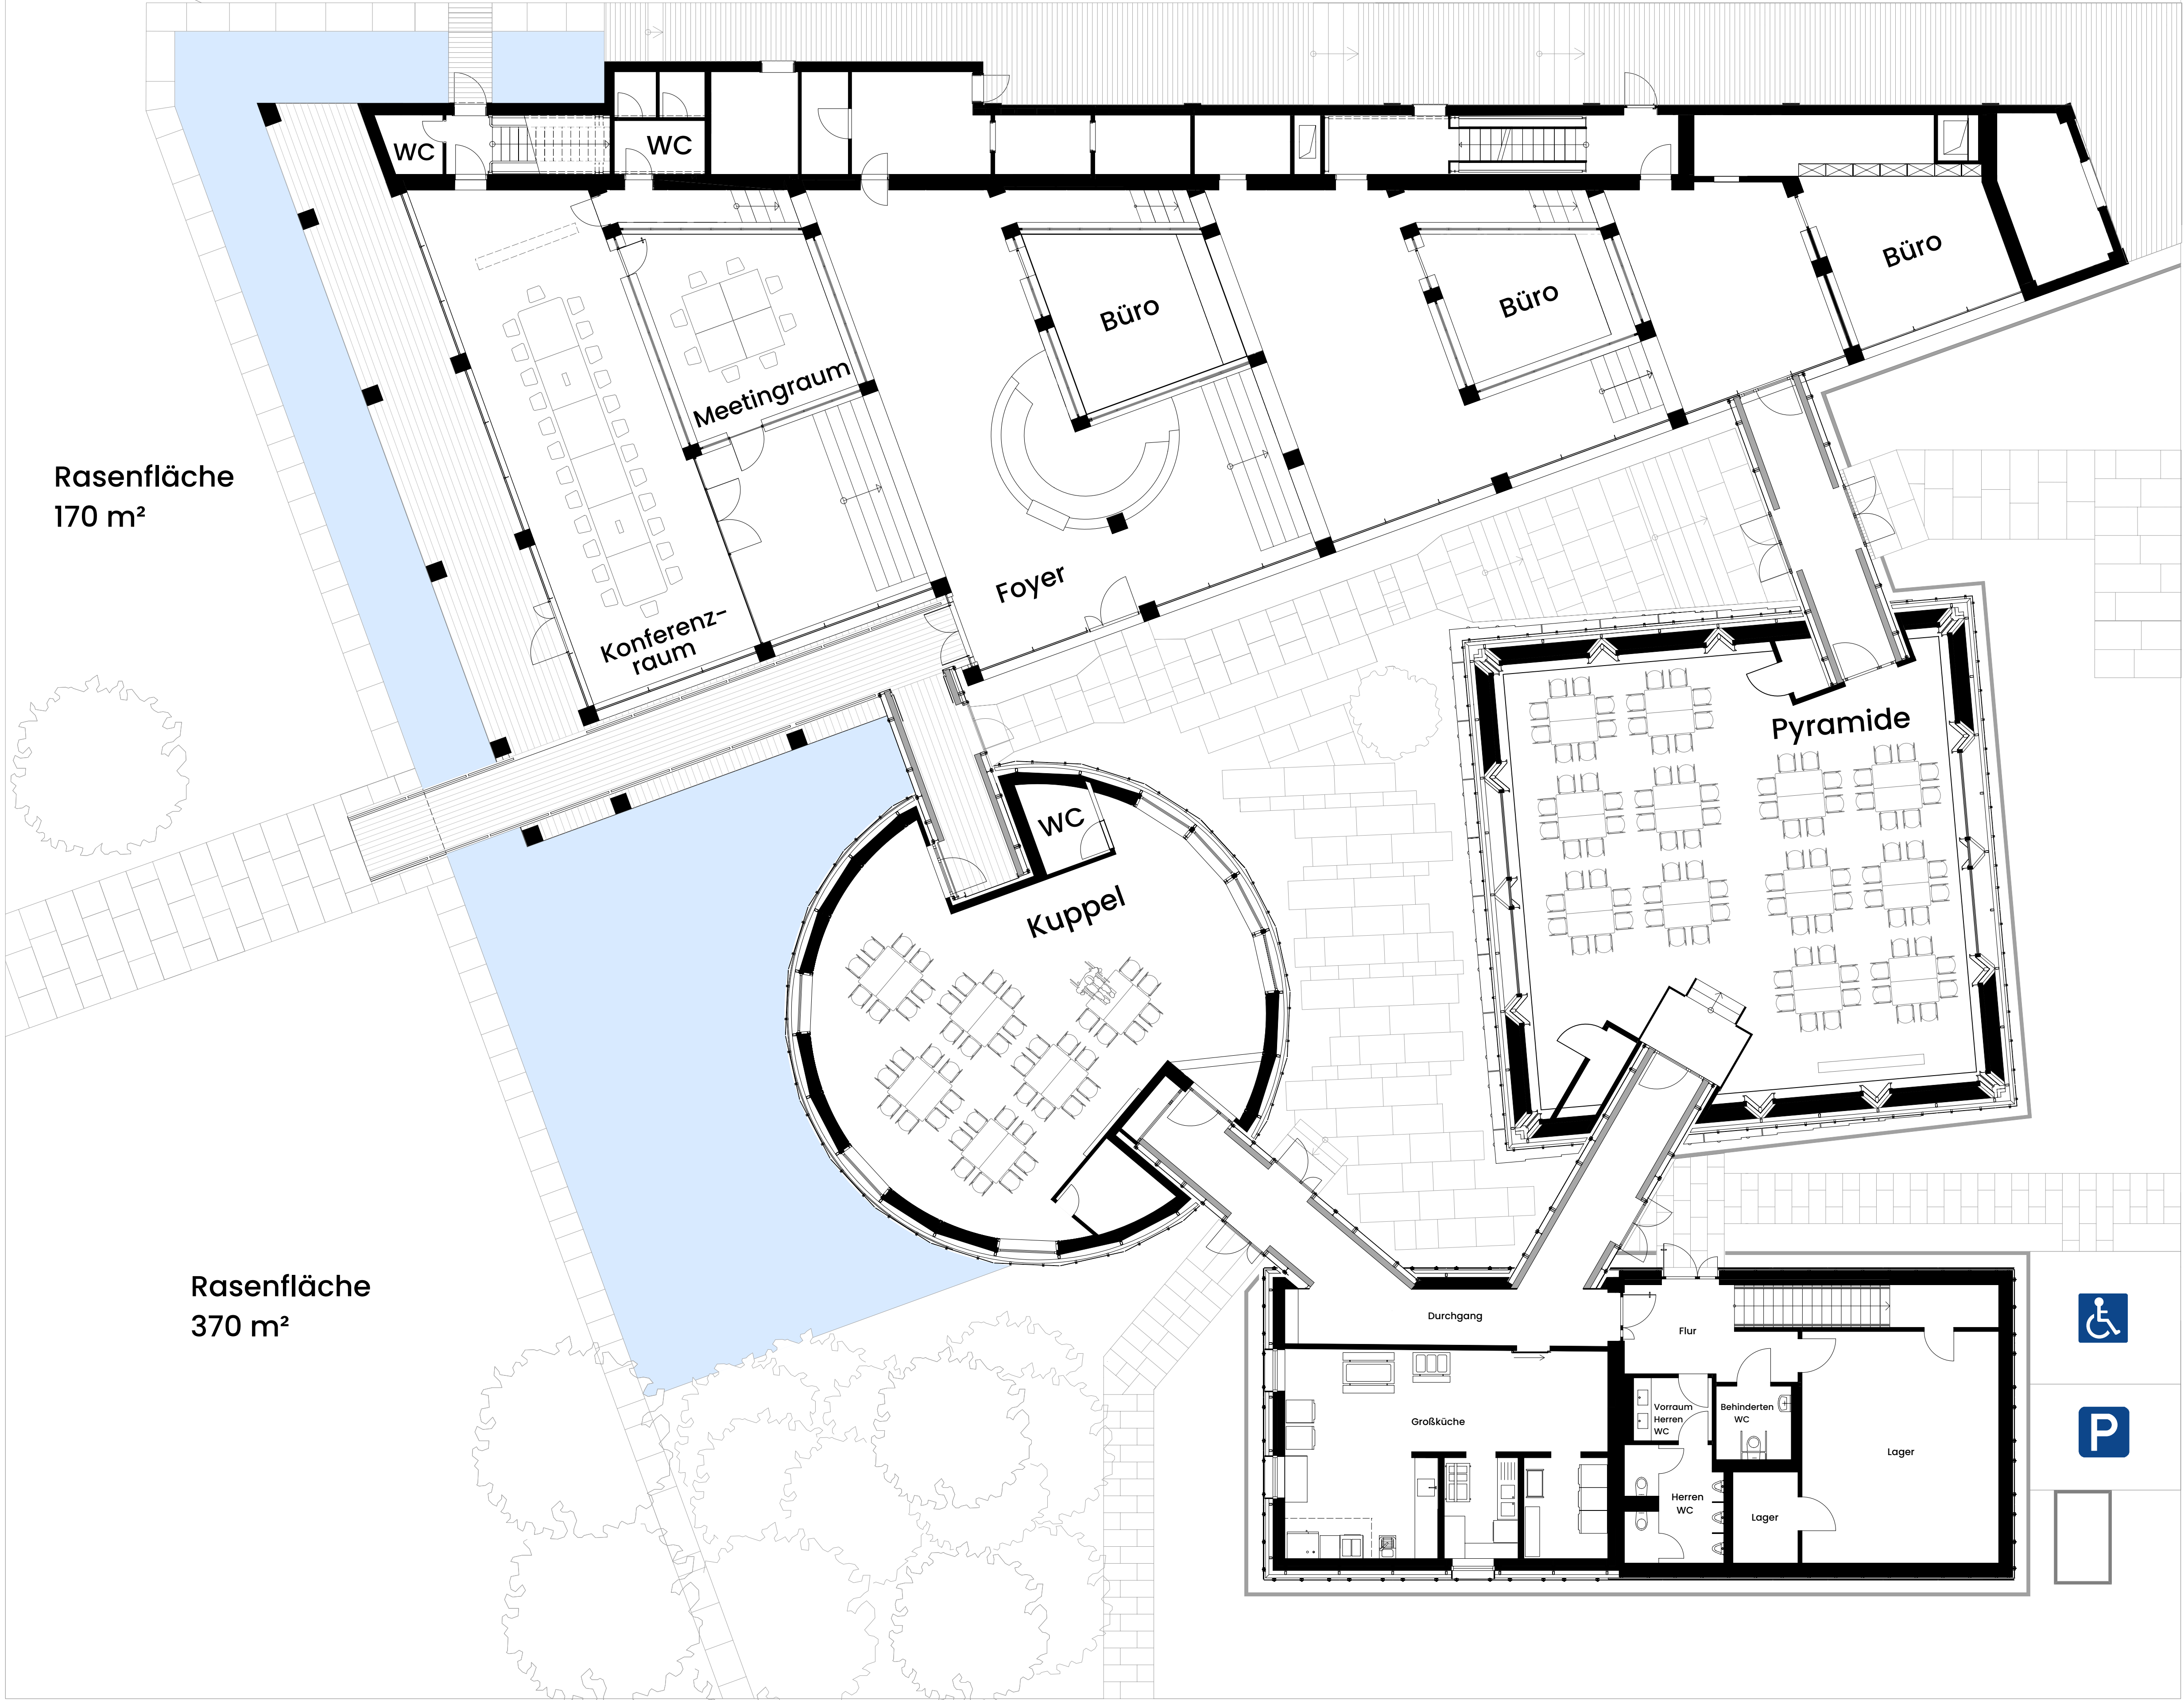 WC
WC
Büro
Büro
Büro
Meetingraum
Rasenfläche
170 m²
Foyer
Konferenz-
raum
Pyramide
WC
Kuppel
Rasenfläche
370 m²
Durchgang
Flur
Vorraum
Herren
WC
Behinderten
WC
Großküche
P
Lager
Herren
WC
Lager